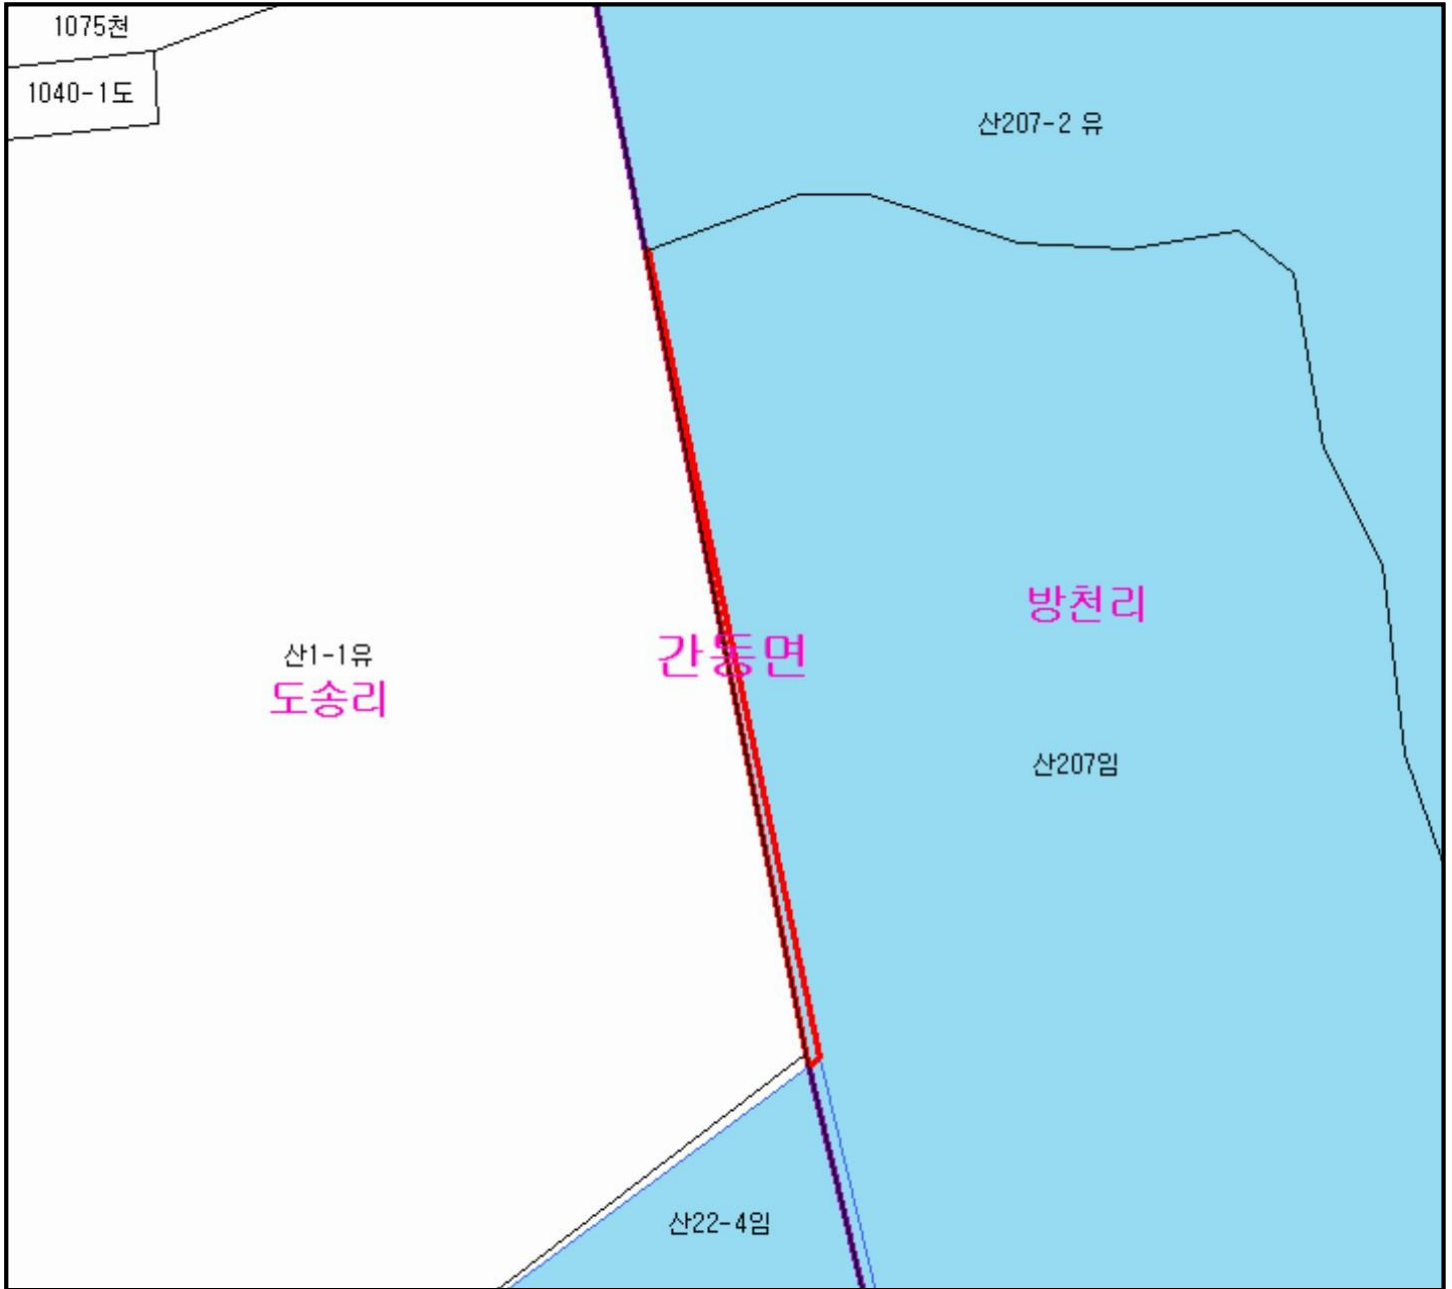 1075천
1040-1도
산207-2 유
방천리
산1-1유
간동면
도송리
산207임
산22-4임